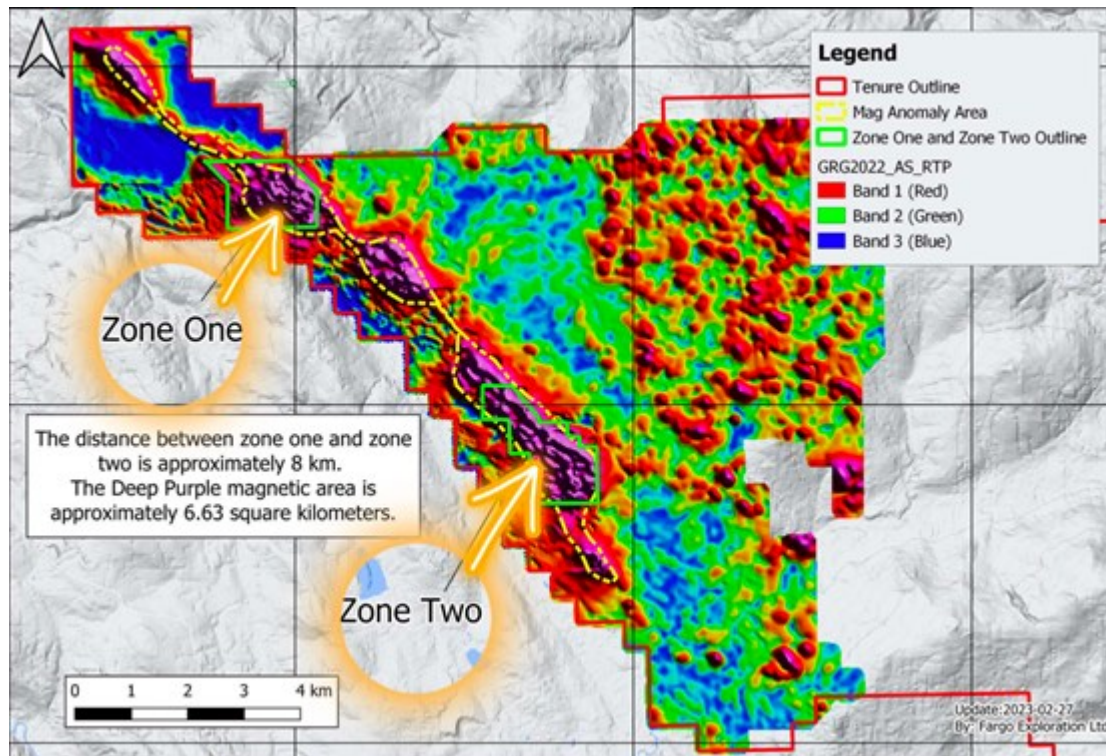 Legend
Tenure Outline
Mag Anomaly Area
Zone One and Zone Two Outline
GRG2022_AS_RTP
Band 1 (Red)
Band 2 (Green)
Band 3 (Blue)
Zone One
The distance between zone one and zone
two is approximately 8 km.
The Deep Purple magnetic area is
approximately 6.63 square kilometers.
Zone Two
0 1 2 3 4 km
Update:2023-02-27
By: Fargo Exploration Ltd